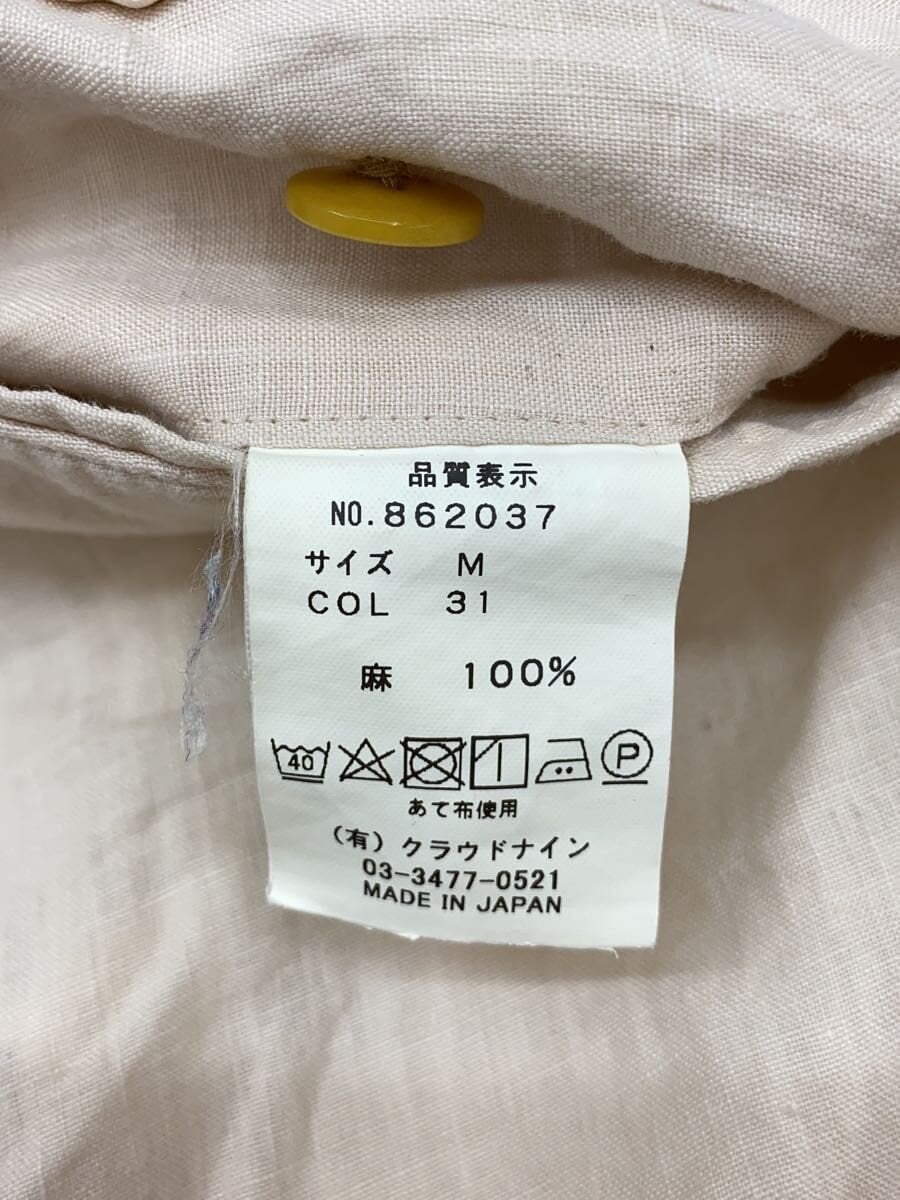 品質表示
NO.862037
サイズ M
COL 31
麻 100%
40 P
あて布使用
(有) クラウドナイン
03-3477-0521
MADE IN JAPAN